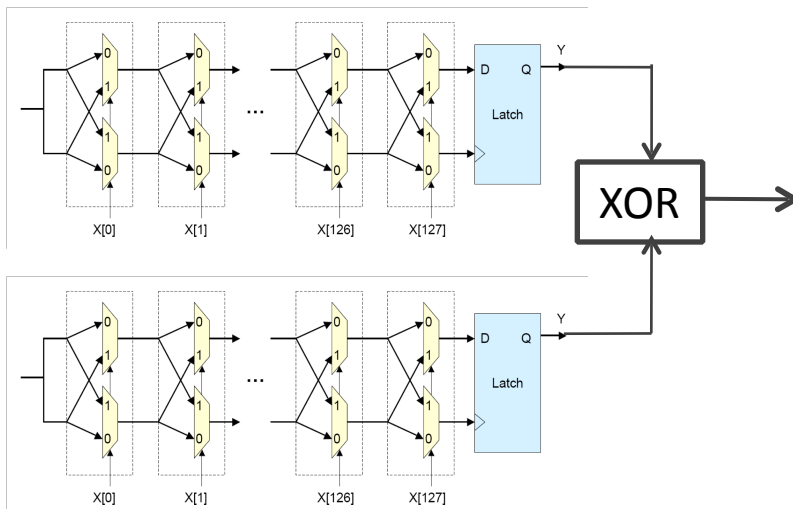 0 0 0 0
D Q Y
1 1 1 1
... Latch
1 1 1 1
0 0 0 0
X[0] X[1] X[126] X[127]
XOR
0 0 0 0
D Q Y
1 1 1 1
... Latch
1 1 1 1
0 0 0 0
X[0] X[1] X[126] X[127]